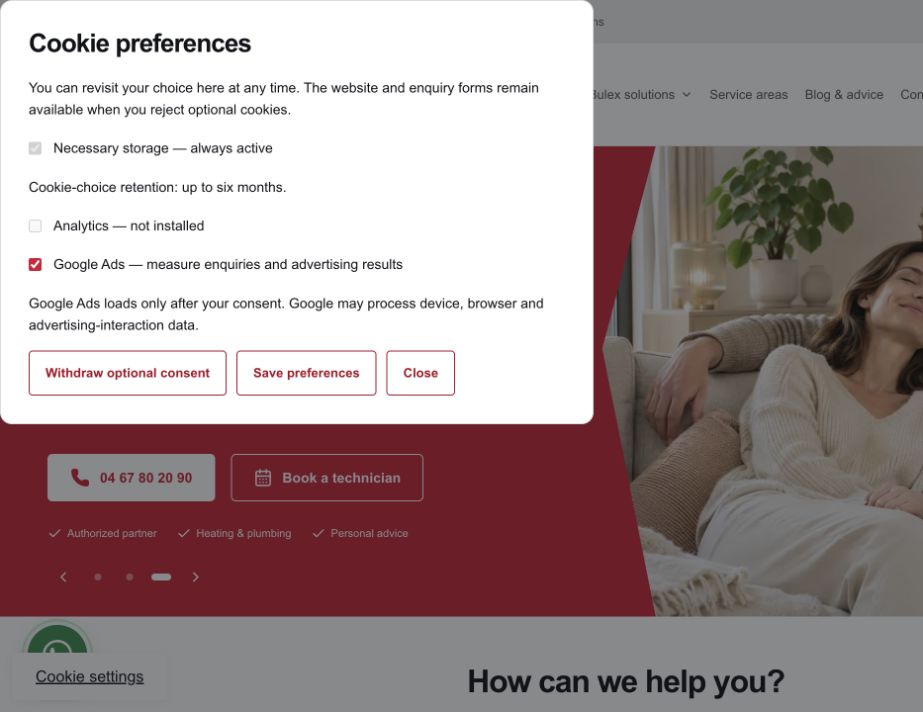 Cookie preferences
You can revisit your choice here at any time. The website and enquiry forms remain
available when you reject optional cookies.
Necessary storage — always active
Cookie-choice retention: up to six months.
Analytics — not installed
Google Ads — measure enquiries and advertising results
Google Ads loads only after your consent. Google may process device, browser and
advertising-interaction data.
Withdraw optional consent Save preferences Close
Bulex solutions Service areas Blog & advice
04 67 80 20 90 Book a technician
Authorized partner Heating & plumbing Personal advice
Cookie settings
How can we help you?